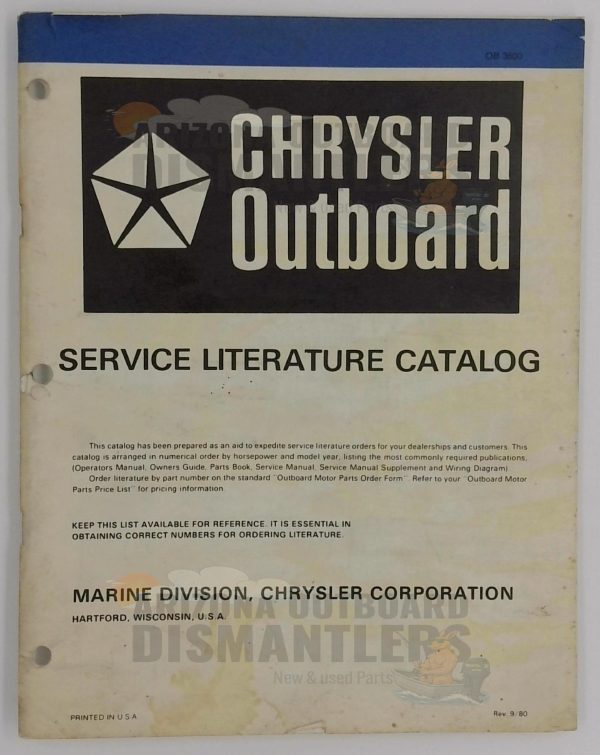 OB 3800
CHRYSLER
Outboard
SERVICE LITERATURE CATALOG
This catalog has been prepared as an aid to expedite service literature orders for your dealerships and customers. This
catalog is arranged in numerical order by horsepower and model year, listing the most commonly required publications,
(Operators Manual, Owners Guide, Parts Book, Service Manual, Service Manual Supplement and Wiring Diagram).
Order literature by part number on the standard "Outboard Motor Parts Order Form". Refer to your "Outboard Motor
Parts Price List" for pricing information.
KEEP THIS LIST AVAILABLE FOR REFERENCE. IT IS ESSENTIAL IN
OBTAINING CORRECT NUMBERS FOR ORDERING LITERATURE.
MARINE DIVISION, CHRYSLER CORPORATION
HARTFORD, WISCONSIN, U.S.A.
ARIZONA OUTBOARD
DISMANTLERS
New & used Parts
PRINTED IN U.S.A.
Rev. 9/80